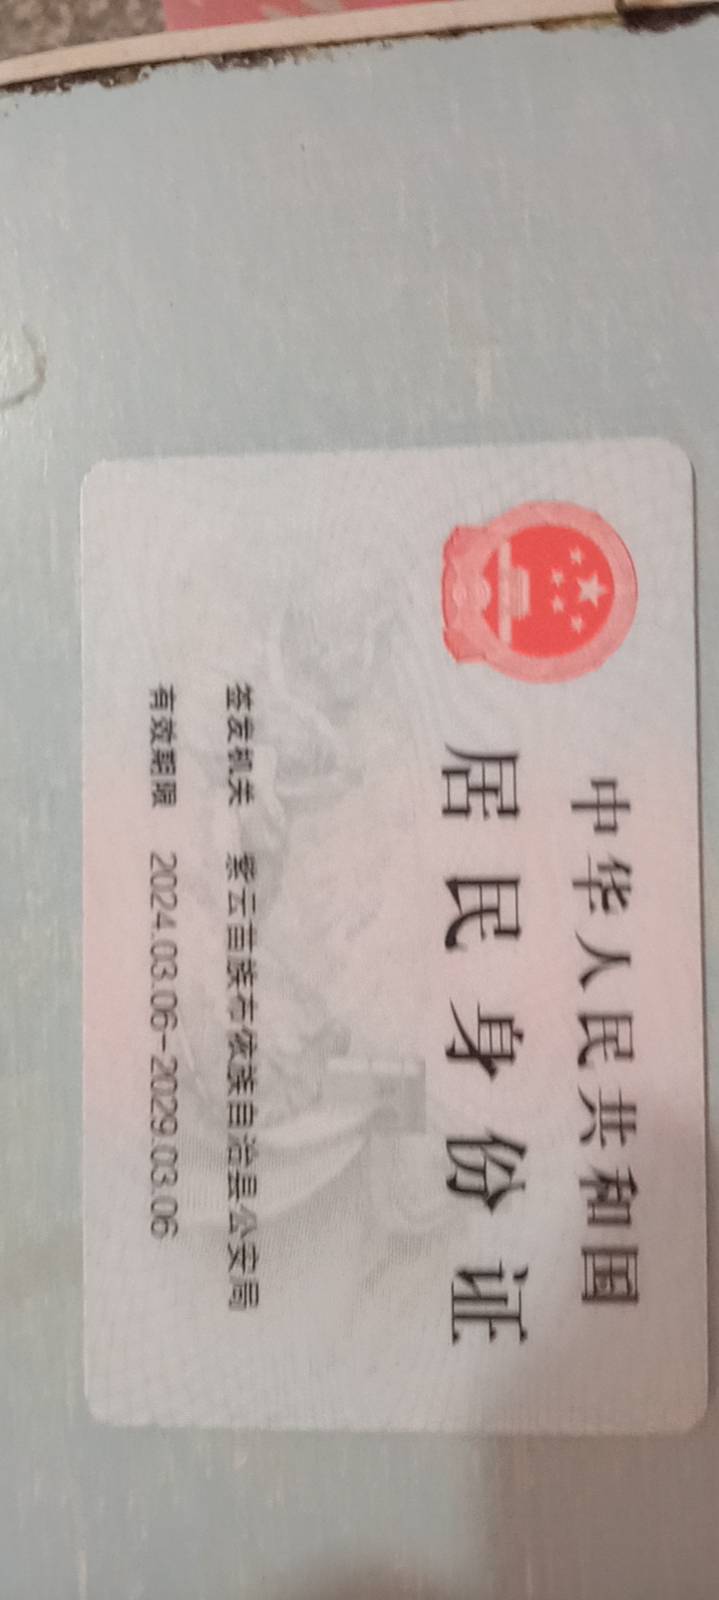 中华人民共和国
居民身份证
签发机关 紫云苗族布依族自治县公安局
有效期限 2024.03.06-2029.03.06